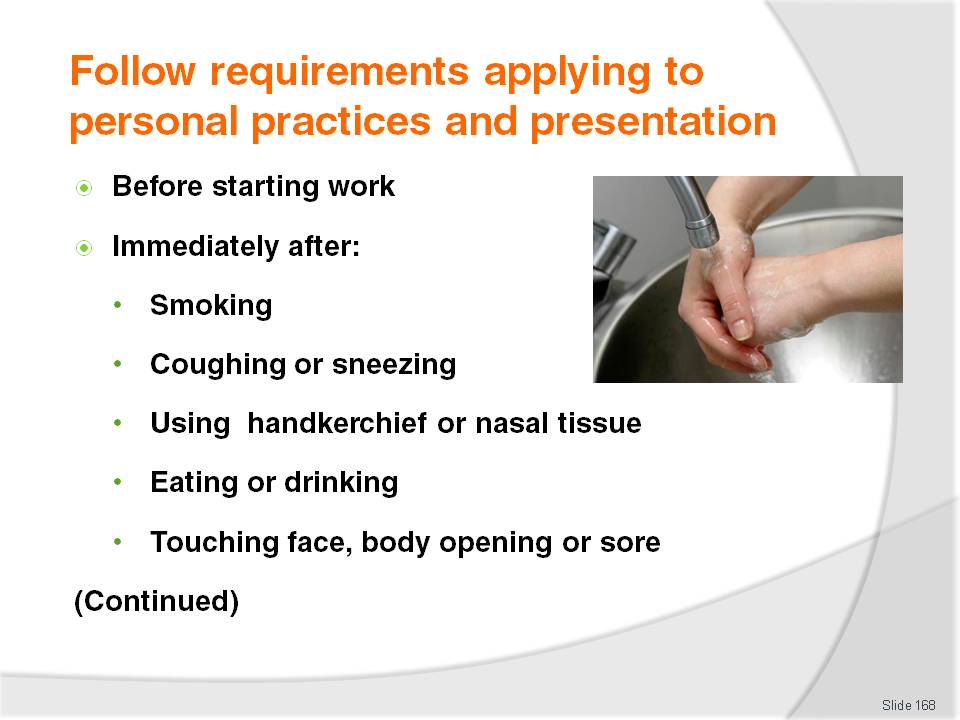 Follow requirements applying to
personal practices and presentation
Before starting work
Immediately after:
• Smoking
• Coughing or sneezing
• Using  handkerchief or nasal tissue
• Eating or drinking
• Touching face, body opening or sore
(Continued)
Slide 168